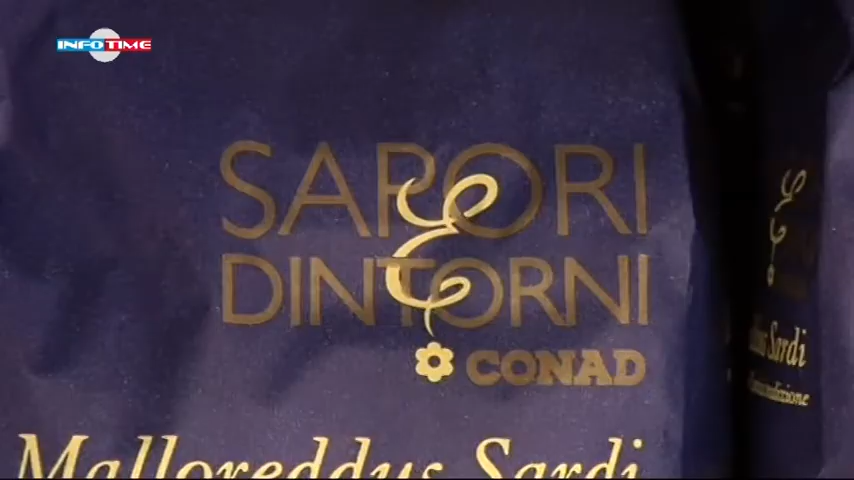 INFOTIME
SAPORI
E
DINTORNI
CONAD
Malloreddus Sardi
Sardi